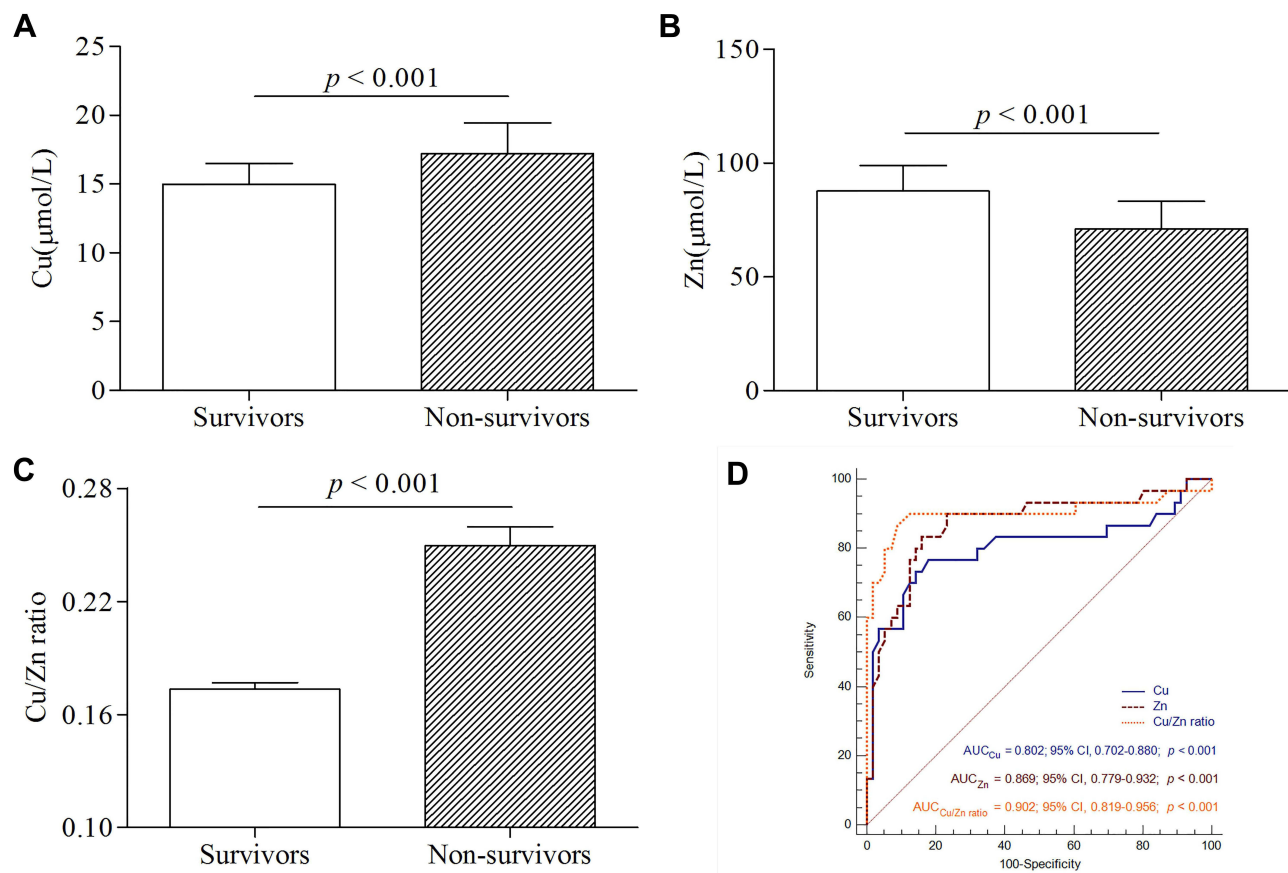 A
25
20
15
10
5
0
Cu(μmol/L)
p < 0.001
Survivors
Non-survivors
B
150
100
50
0
Zn(μmol/L)
p < 0.001
Survivors
Non-survivors
C
0.28
0.22
0.16
0.10
Cu/Zn ratio
p < 0.001
Survivors
Non-survivors
D
100
80
60
40
20
0
Sensitivity
Cu
Zn
Cu/Zn ratio
AUCCu = 0.802; 95% CI, 0.702-0.880; p < 0.001
AUCZn = 0.869; 95% CI, 0.779-0.932; p < 0.001
AUCCu/Zn ratio = 0.902; 95% CI, 0.819-0.956; p < 0.001
0 20 40 60 80 100
100-Specificity